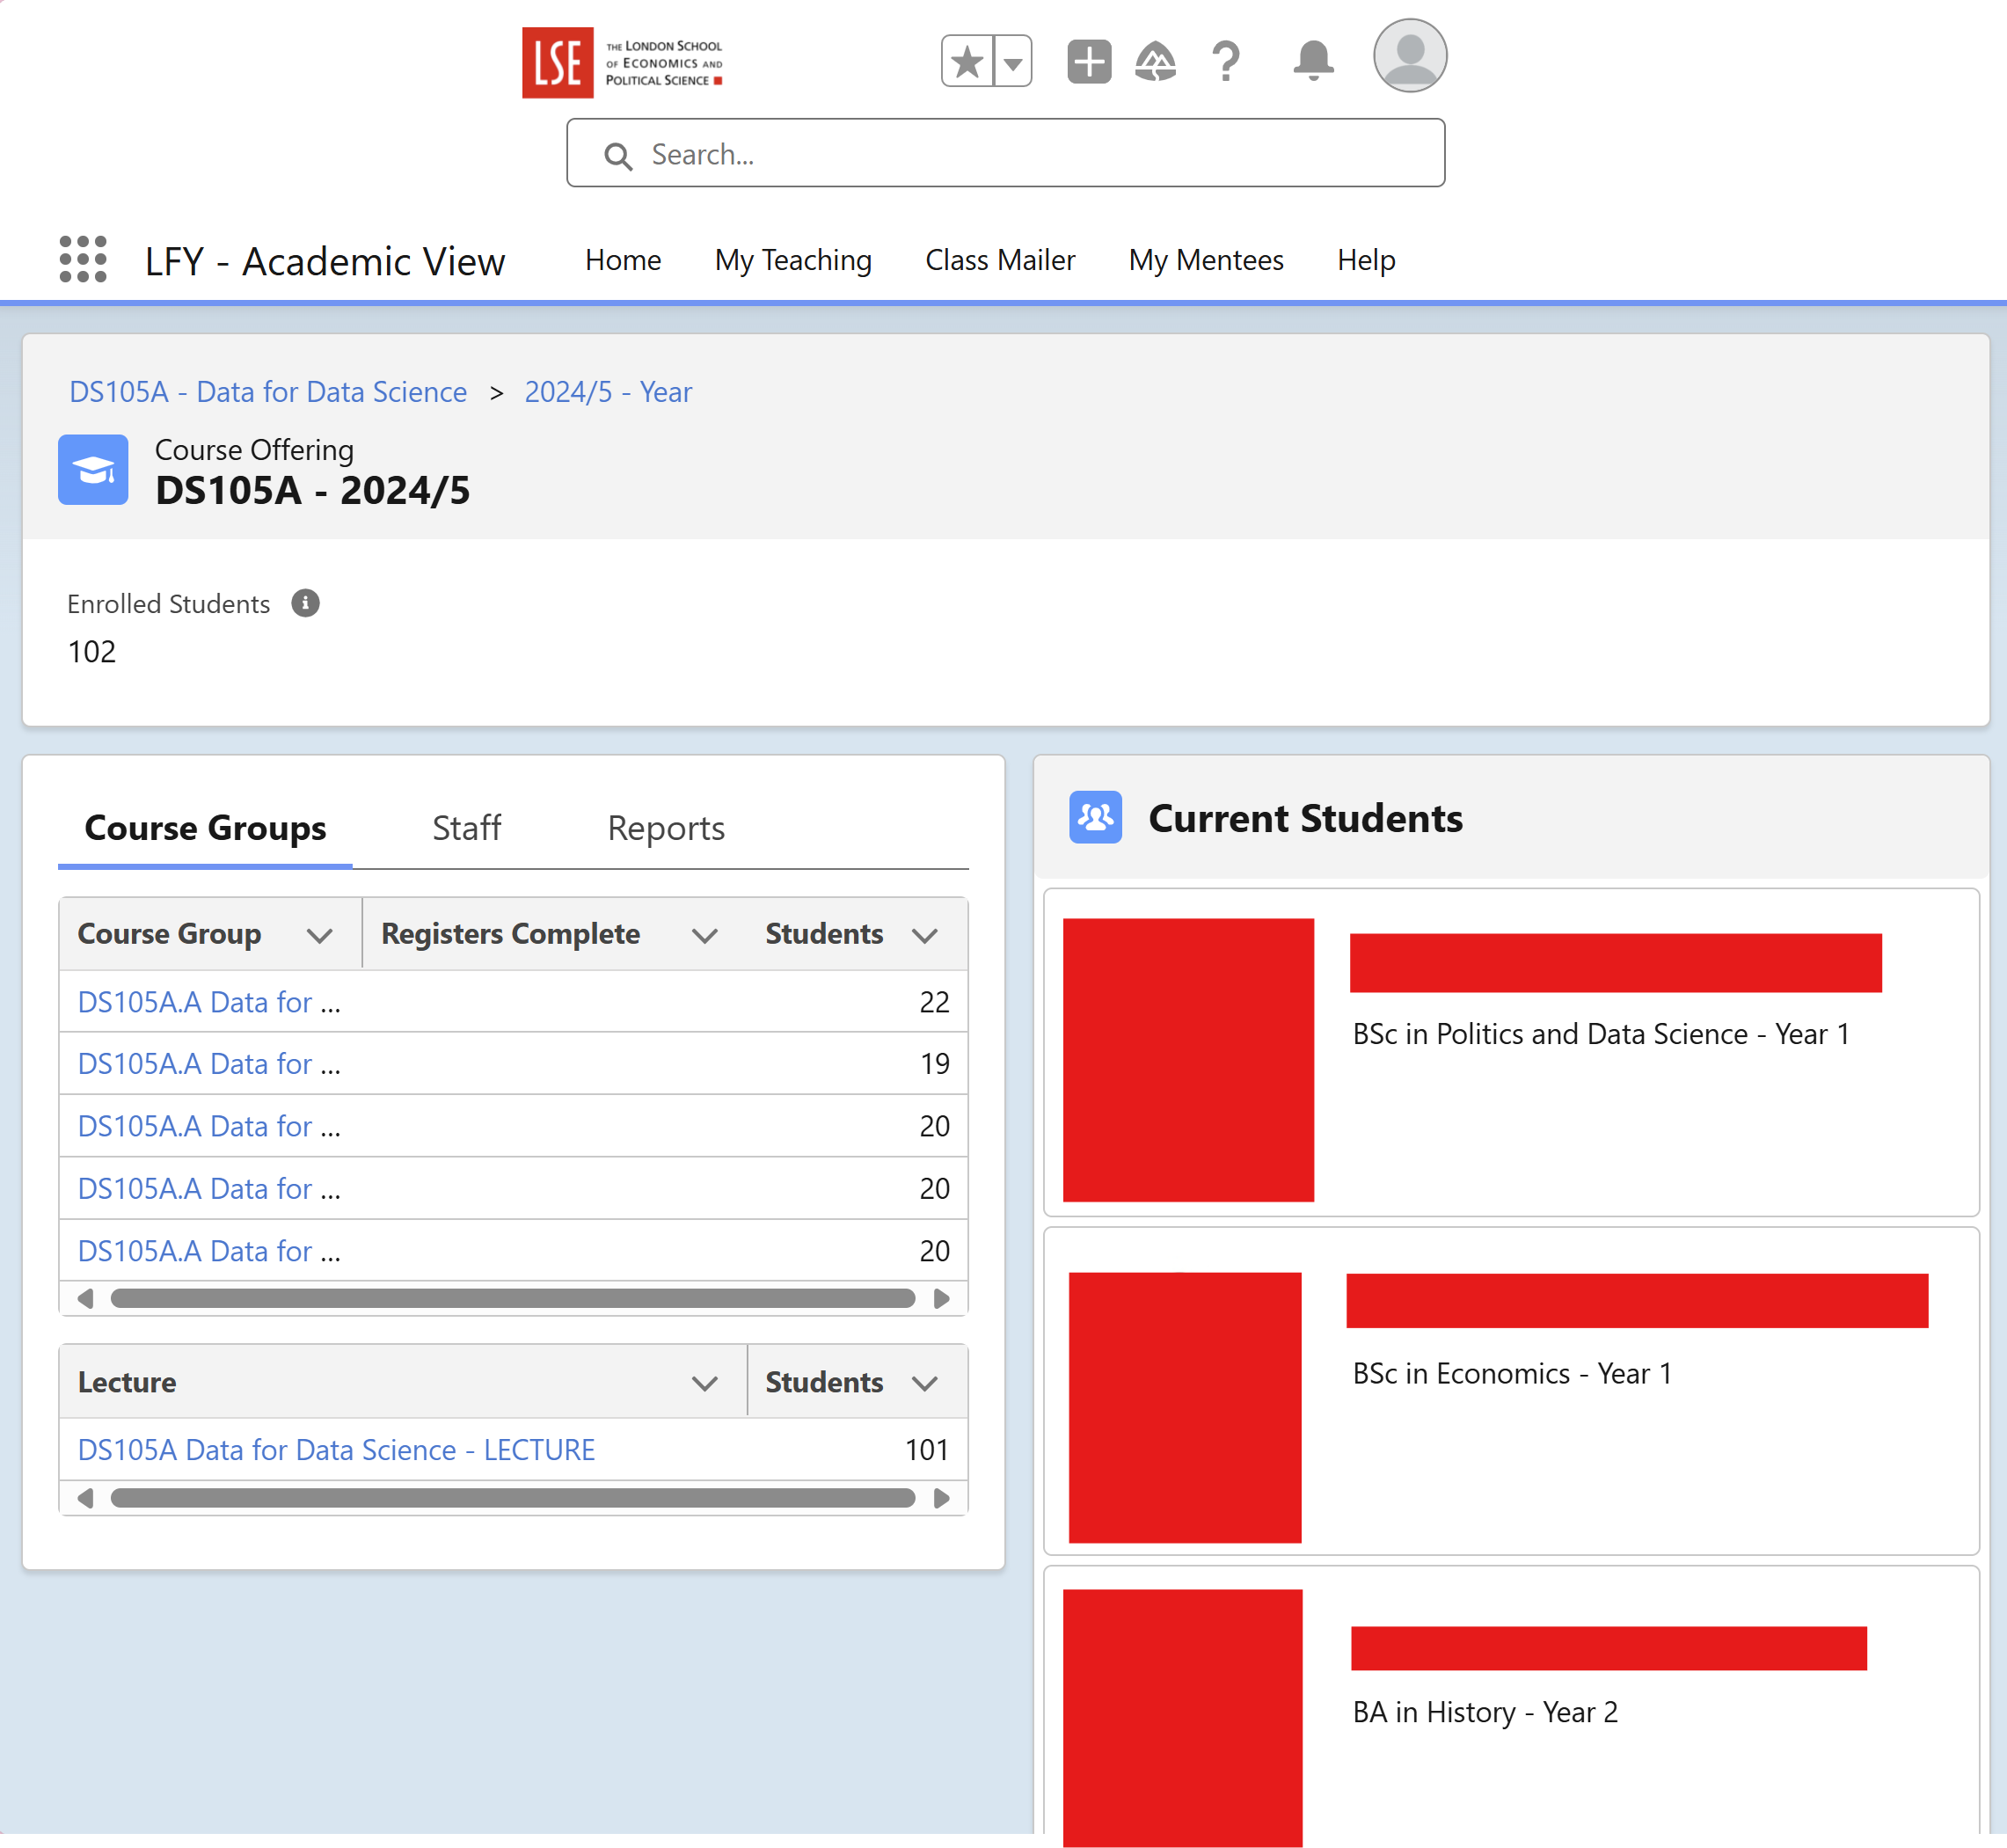 LSE THE LONDON SCHOOL
OF ECONOMICS AND
POLITICAL SCIENCE
Search...
LFY - Academic View Home My Teaching Class Mailer My Mentees Help
DS105A - Data for Data Science > 2024/5 - Year
Course Offering
DS105A - 2024/5
Enrolled Students
102
Course Groups Staff Reports
Course Group Registers Complete Students
DS105A.A Data for ... 22
DS105A.A Data for ... 19
DS105A.A Data for ... 20
DS105A.A Data for ... 20
DS105A.A Data for ... 20
Lecture Students
DS105A Data for Data Science - LECTURE 101
Current Students
BSc in Politics and Data Science - Year 1
BSc in Economics - Year 1
BA in History - Year 2